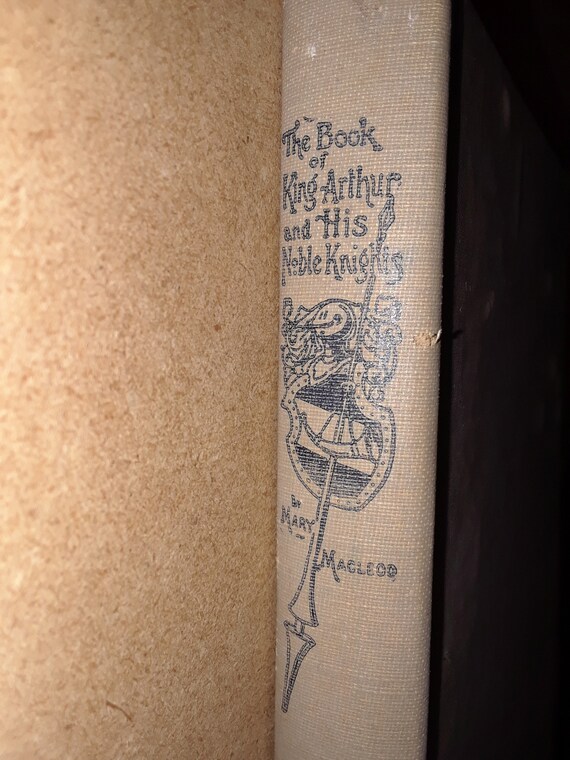 The Book
of
King Arthur
and His
Noble Knights
By
Mary
Macleod